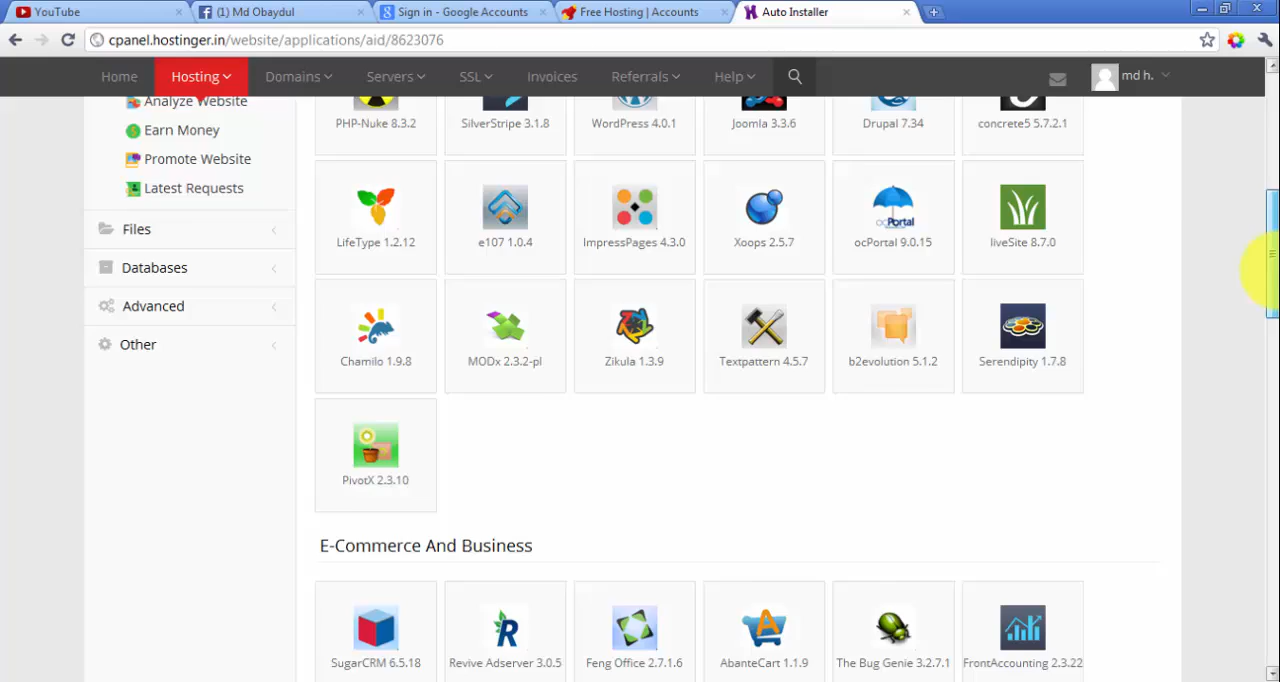 YouTube
(1) Md Obaydul
Sign in - Google Accounts
Free Hosting | Accounts
Auto Installer
cpanel.hostinger.in/website/applications/aid/8623076
Home
Hosting
Domains
Servers
SSL
Invoices
Referrals
Help
md h.
Analyze Website
Earn Money
Promote Website
Latest Requests
Files
Databases
Advanced
Other
PHP-Nuke 8.3.2
SilverStripe 3.1.8
WordPress 4.0.1
Joomla 3.3.6
Drupal 7.34
concrete5 5.7.2.1
LifeType 1.2.12
e107 1.0.4
ImpressPages 4.3.0
Xoops 2.5.7
ocPortal
ocPortal 9.0.15
liveSite 8.7.0
Chamilo 1.9.8
MODx 2.3.2-pl
Zikula 1.3.9
Textpattern 4.5.7
b2evolution 5.1.2
Serendipity 1.7.8
PivotX 2.3.10
E-Commerce And Business
SugarCRM 6.5.18
Revive Adserver 3.0.5
Feng Office 2.7.1.6
AbanteCart 1.1.9
The Bug Genie 3.2.7.1
FrontAccounting 2.3.22